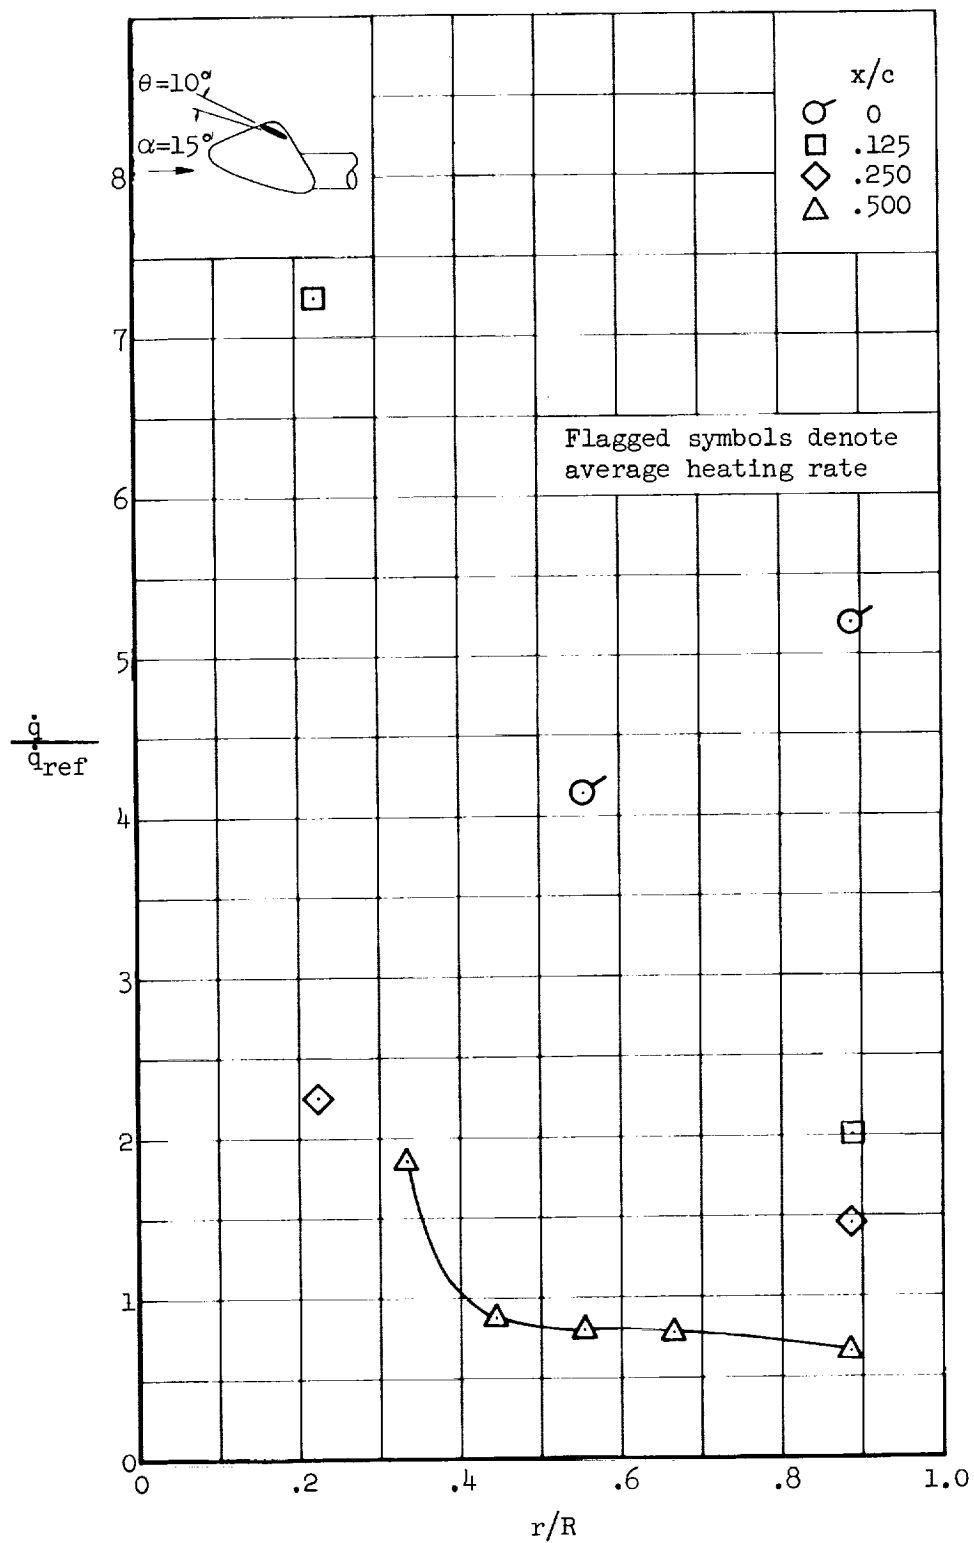 θ=10°
α=15°
x/c
0
.125
.250
.500
8
7
Flagged symbols denote
average heating rate
6
5
q̇
q̇ref
4
3
2
1
0
0 .2 .4 .6 .8 1.0
r/R